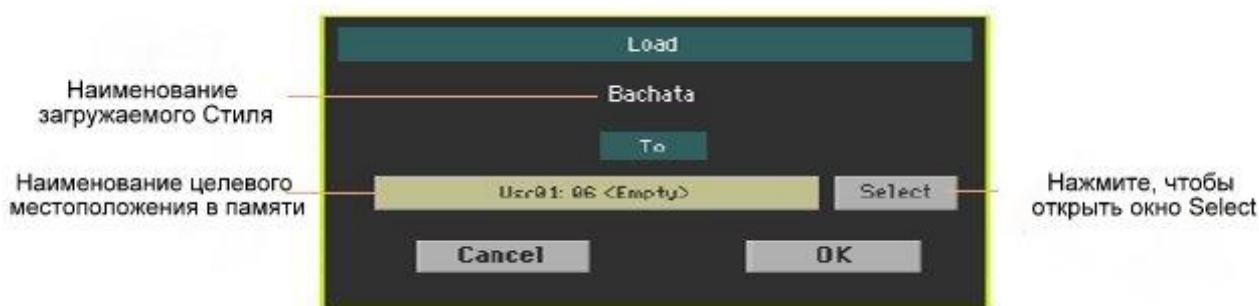 Load
Наименование
загружаемого Стиля
Bachata
To
Наименование целевого
местоположения в памяти
Usr01: 06 <Empty>
Select
Нажмите, чтобы
открыть окно Select
Cancel
OK